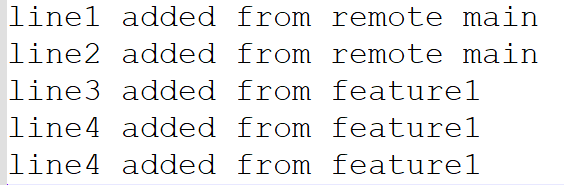 line1 added from remote main
line2 added from remote main
line3 added from feature1
line4 added from feature1
line4 added from feature1